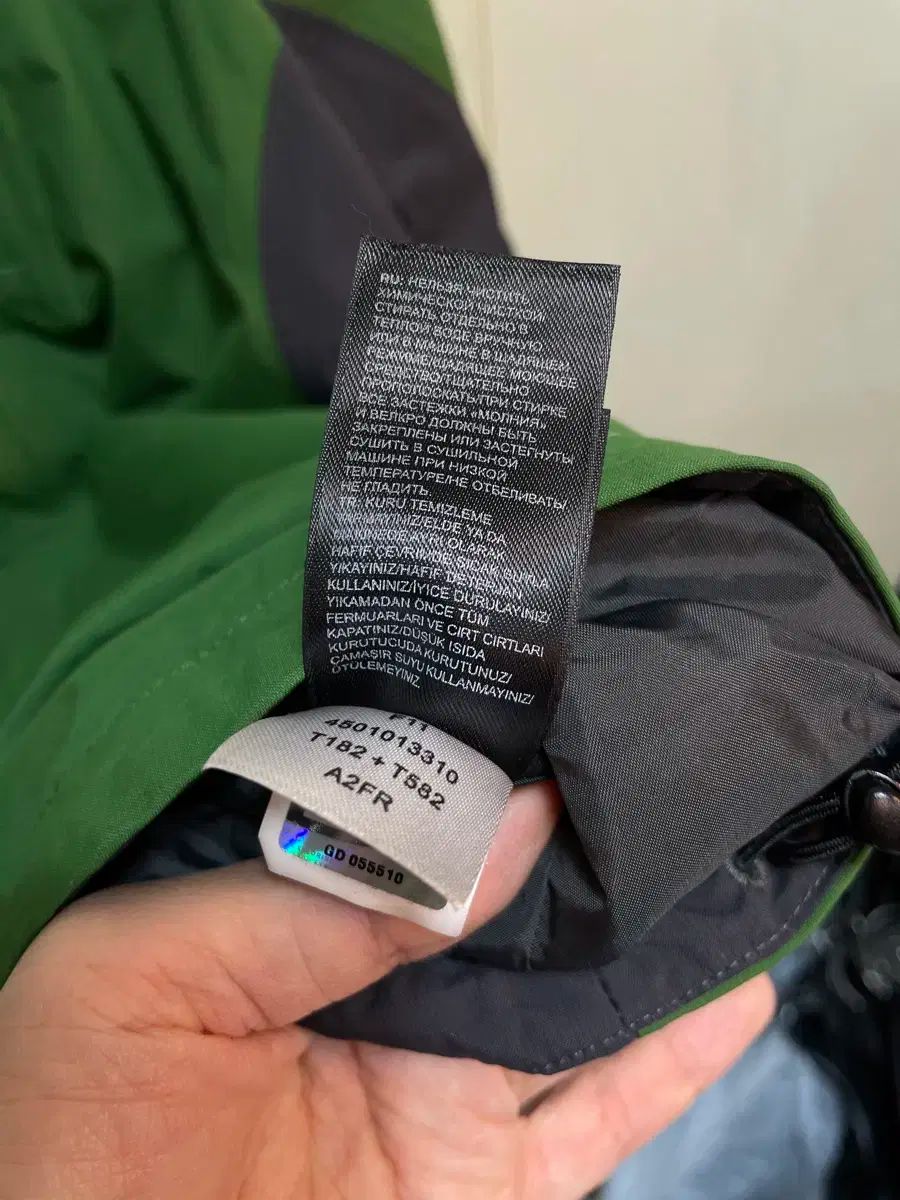 RU: НЕЛЬЗЯ ЧИСТИТЬ
ХИМИЧЕСКОЙ ЧИСТКОЙ/
СТИРАТЬ ОТДЕЛЬНО В
ТЕПЛОЙ ВОДЕ ВРУЧНУЮ
ИЛИ В МАШИНЕ В ЩАДЯЩЕМ
РЕЖИМЕ/ЩАДЯЩЕЕ МОЮЩЕЕ
СРЕДСТВО/ТЩАТЕЛЬНО
ПРОПОЛОСКАТЬ/ПРИ СТИРКЕ
ВСЕ ЗАСТЕЖКИ «МОЛНИЯ»
И ВЕЛКРО ДОЛЖНЫ БЫТЬ
ЗАКРЕПЛЕНЫ ИЛИ ЗАСТЕГНУТЫ
СУШИТЬ В СУШИЛЬНОЙ
МАШИНЕ ПРИ НИЗКОЙ
ТЕМПЕРАТУРЕ/НЕ ОТБЕЛИВАТЬ/
НЕ ГЛАДИТЬ
TR: KURU TEMIZLEME
ELDE YA DA
OLARAK
HAFIF ÇEVRIMDE SICAK SUYLA
YIKAYINIZ/HAFIF DETERJAN
KULLANINIZ/IYICE DURULAYINIZ/
YIKAMADAN ÖNCE TÜM
FERMUARLARI VE CIRT CIRTLARI
KAPATINIZ/DÜŞÜK ISIDA
KURUTUCUDA KURUTUNUZ/
ÇAMAŞIR SUYU KULLANMAYINIZ/
ÜTÜLEMEYINIZ
F11
4501013310
T182 + T582
A2FR
GD 055510